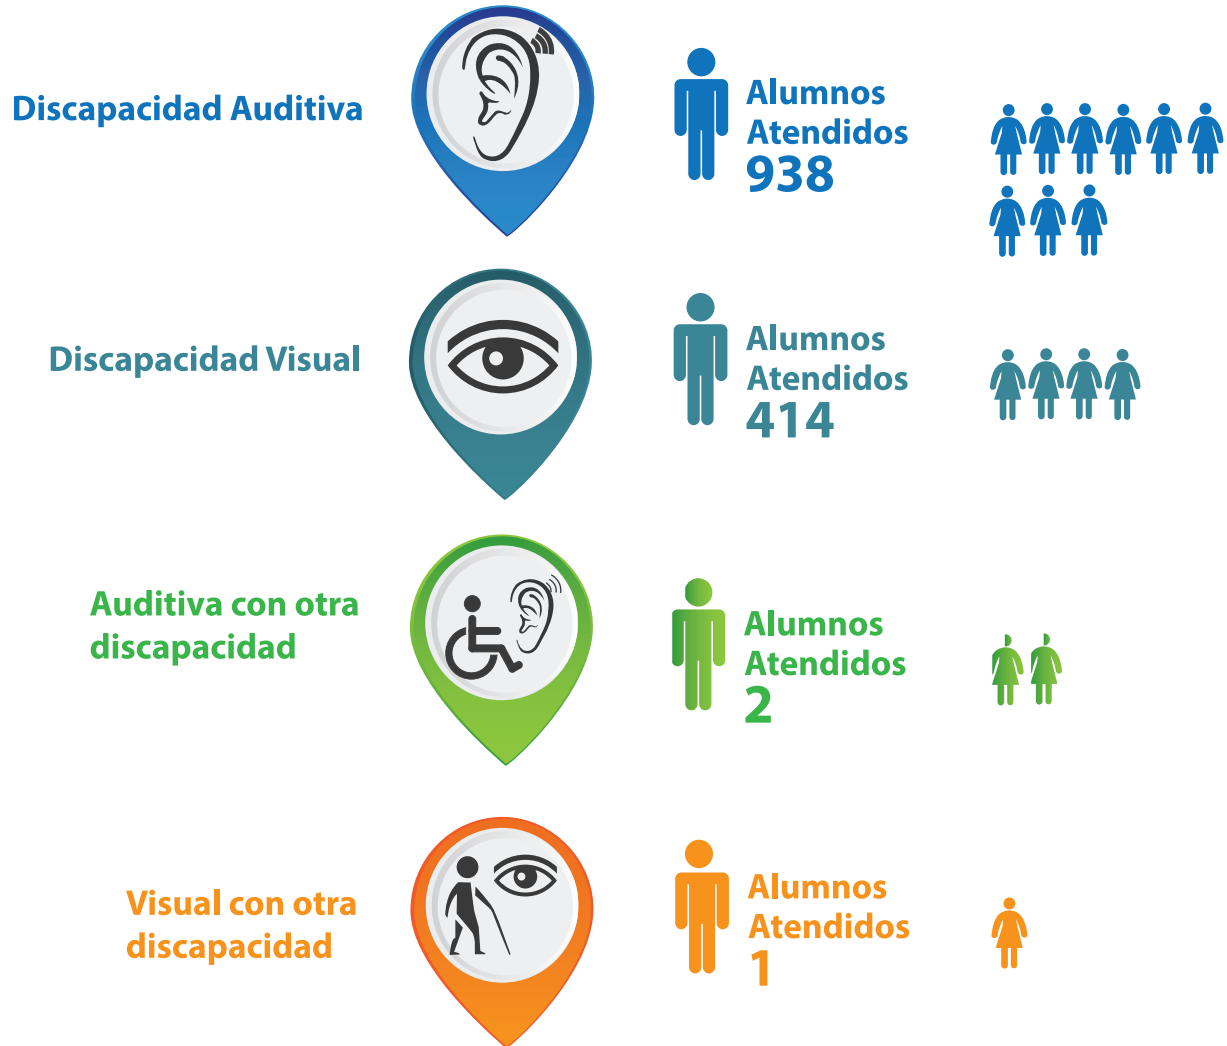 Discapacidad Auditiva
Alumnos
Atendidos
938
Discapacidad Visual
Alumnos
Atendidos
414
Auditiva con otra
discapacidad
Alumnos
Atendidos
2
Visual con otra
discapacidad
Alumnos
Atendidos
1